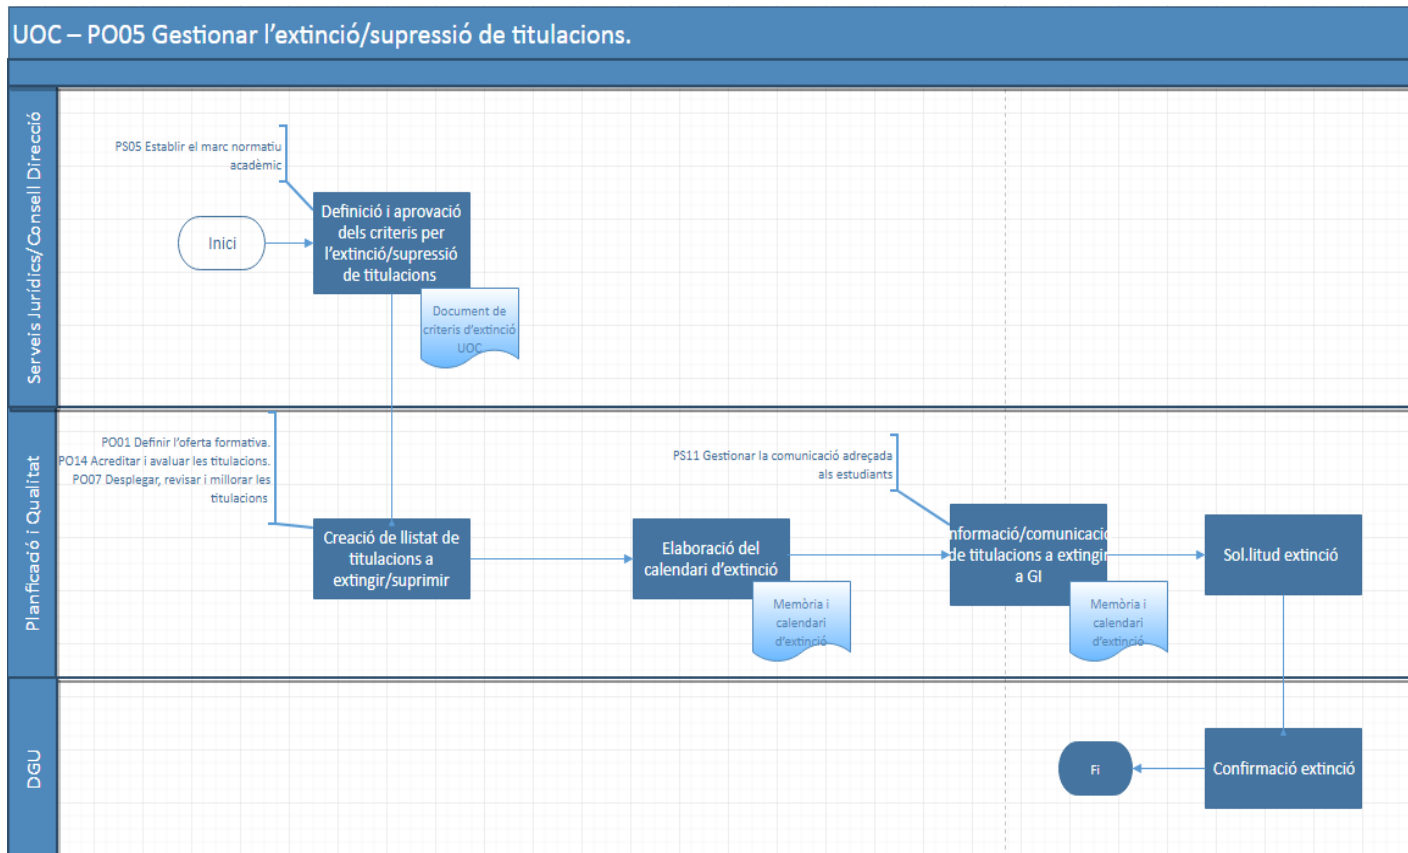 UOC – PO05 Gestionar l'extinció/supressió de titulacions.
Serveis Jurídics/Consell Direcció
PS05 Establir el marc normatiu
acadèmic
Inici
Definició i aprovació
dels criteris per
l'extinció/supressió
de titulacions
Document de
criteris d'extinció
UOC
Planficadó i Qualitat
PO01 Definir l'oferta formativa.
PO14 Acreditar i avaluar les titulacions.
PO07 Desplegar, revisar i millorar les
titulacions
Creació de llistat de
titulacions a
extingir/suprimir
Elaboració del
calendari d'extinció
Memòria i
calendari
d'extinció
PS11 Gestionar la comunicació adreçada
als estudiants
nformació/comunicació
de titulacions a extingir
a GI
Memòria i
calendari
d'extinció
Sol.litud extinció
DGU
Fi
Confirmació extinció